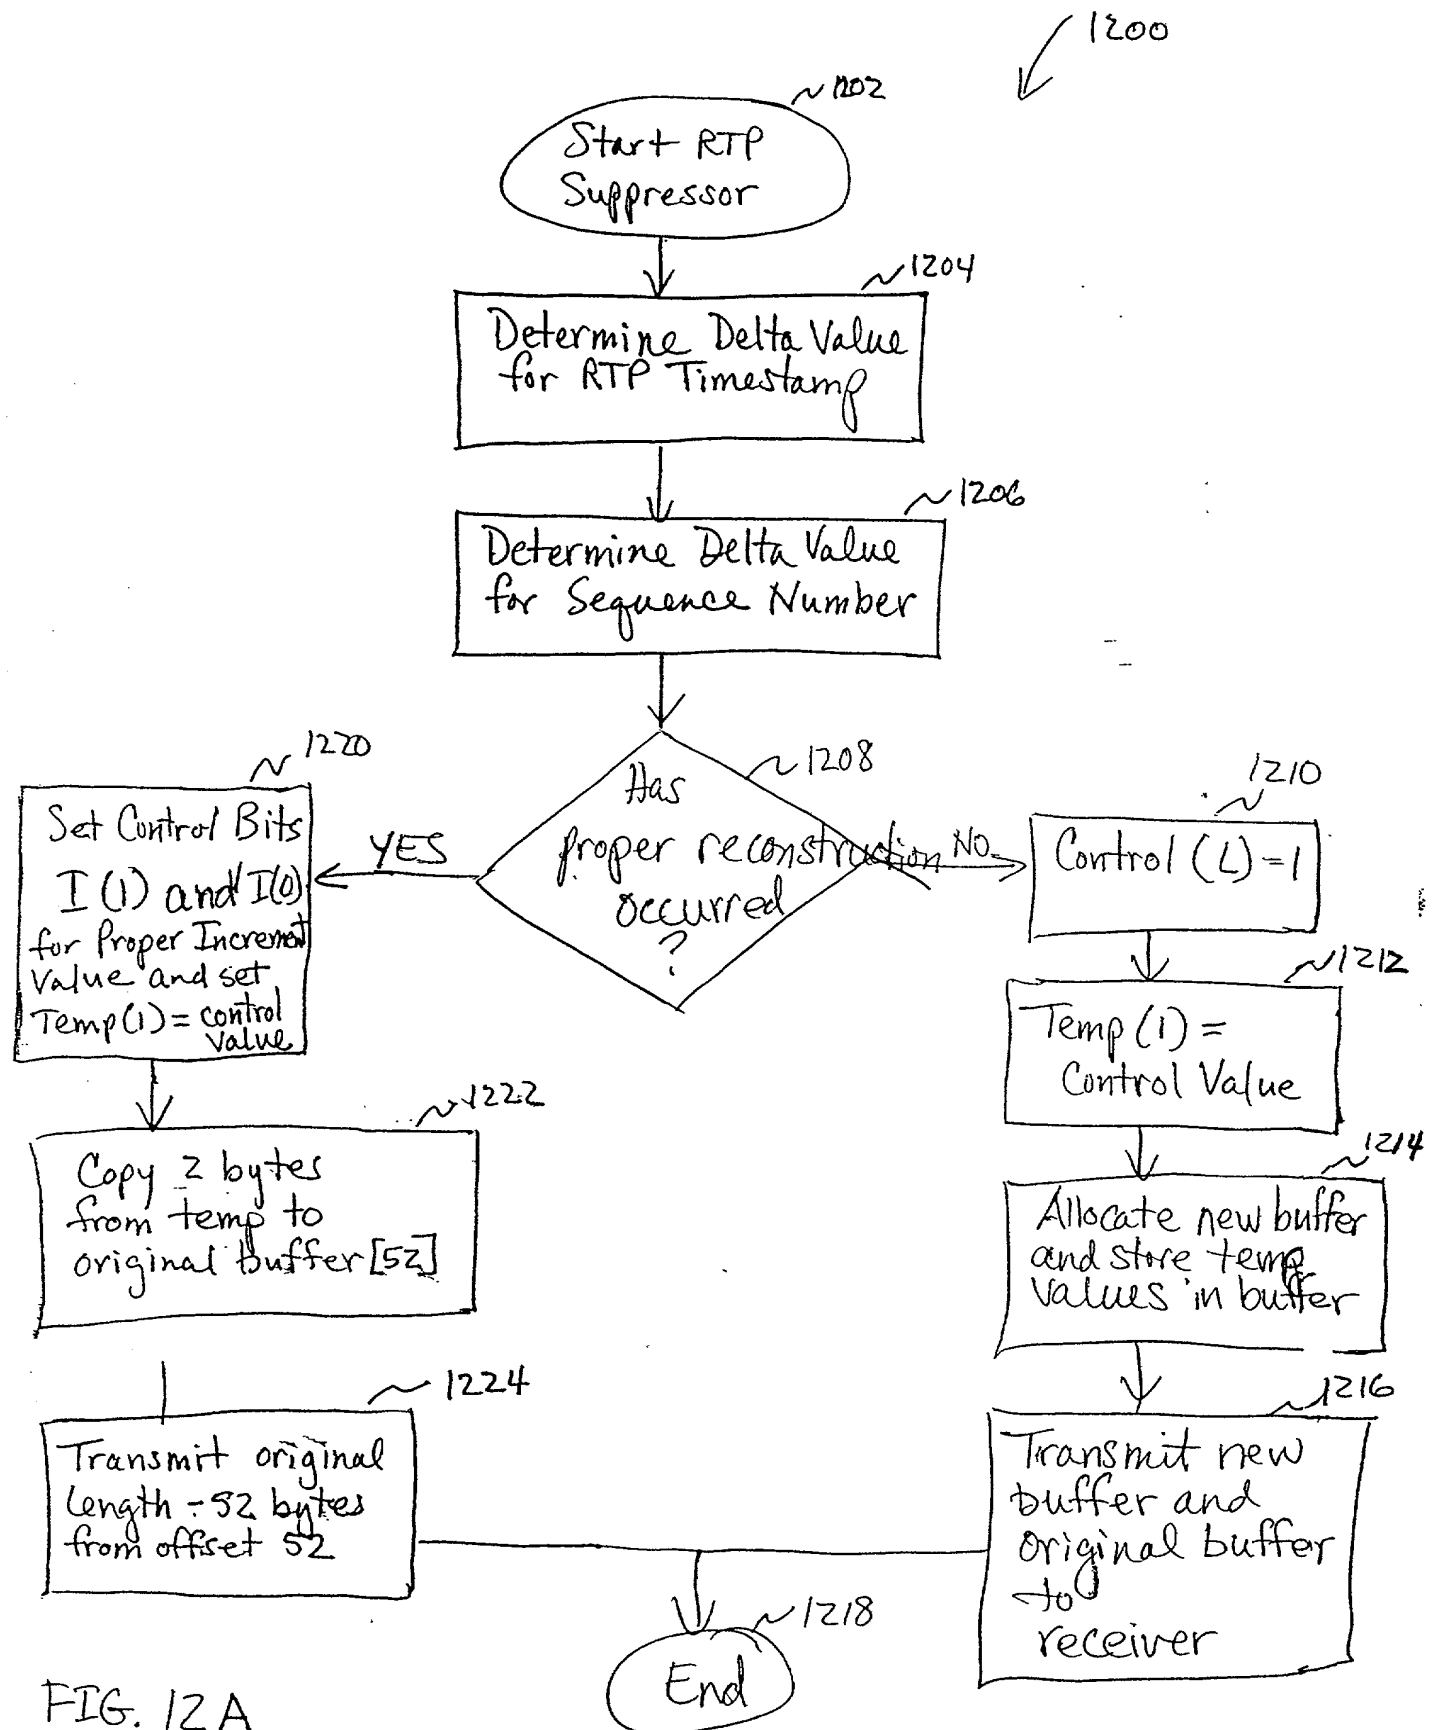 1200
1202
Start RTP
Suppressor
1204
Determine Delta Value
for RTP Timestamp
1206
Determine Delta Value
for Sequence Number
1208
Has
proper reconstruction
occurred
?
YES
NO
1220
Set Control Bits
I(1) and I(0)
for Proper Increment
Value and set
Temp(1) = control
value
1222
Copy 2 bytes
from temp to
original buffer [52]
1224
Transmit original
length - 52 bytes
from offset 52
1210
Control (L) = 1
1212
Temp (1) =
Control Value
1214
Allocate new buffer
and store temp
values in buffer
1216
Transmit new
buffer and
original buffer
to
receiver
1218
End
FIG. 12A